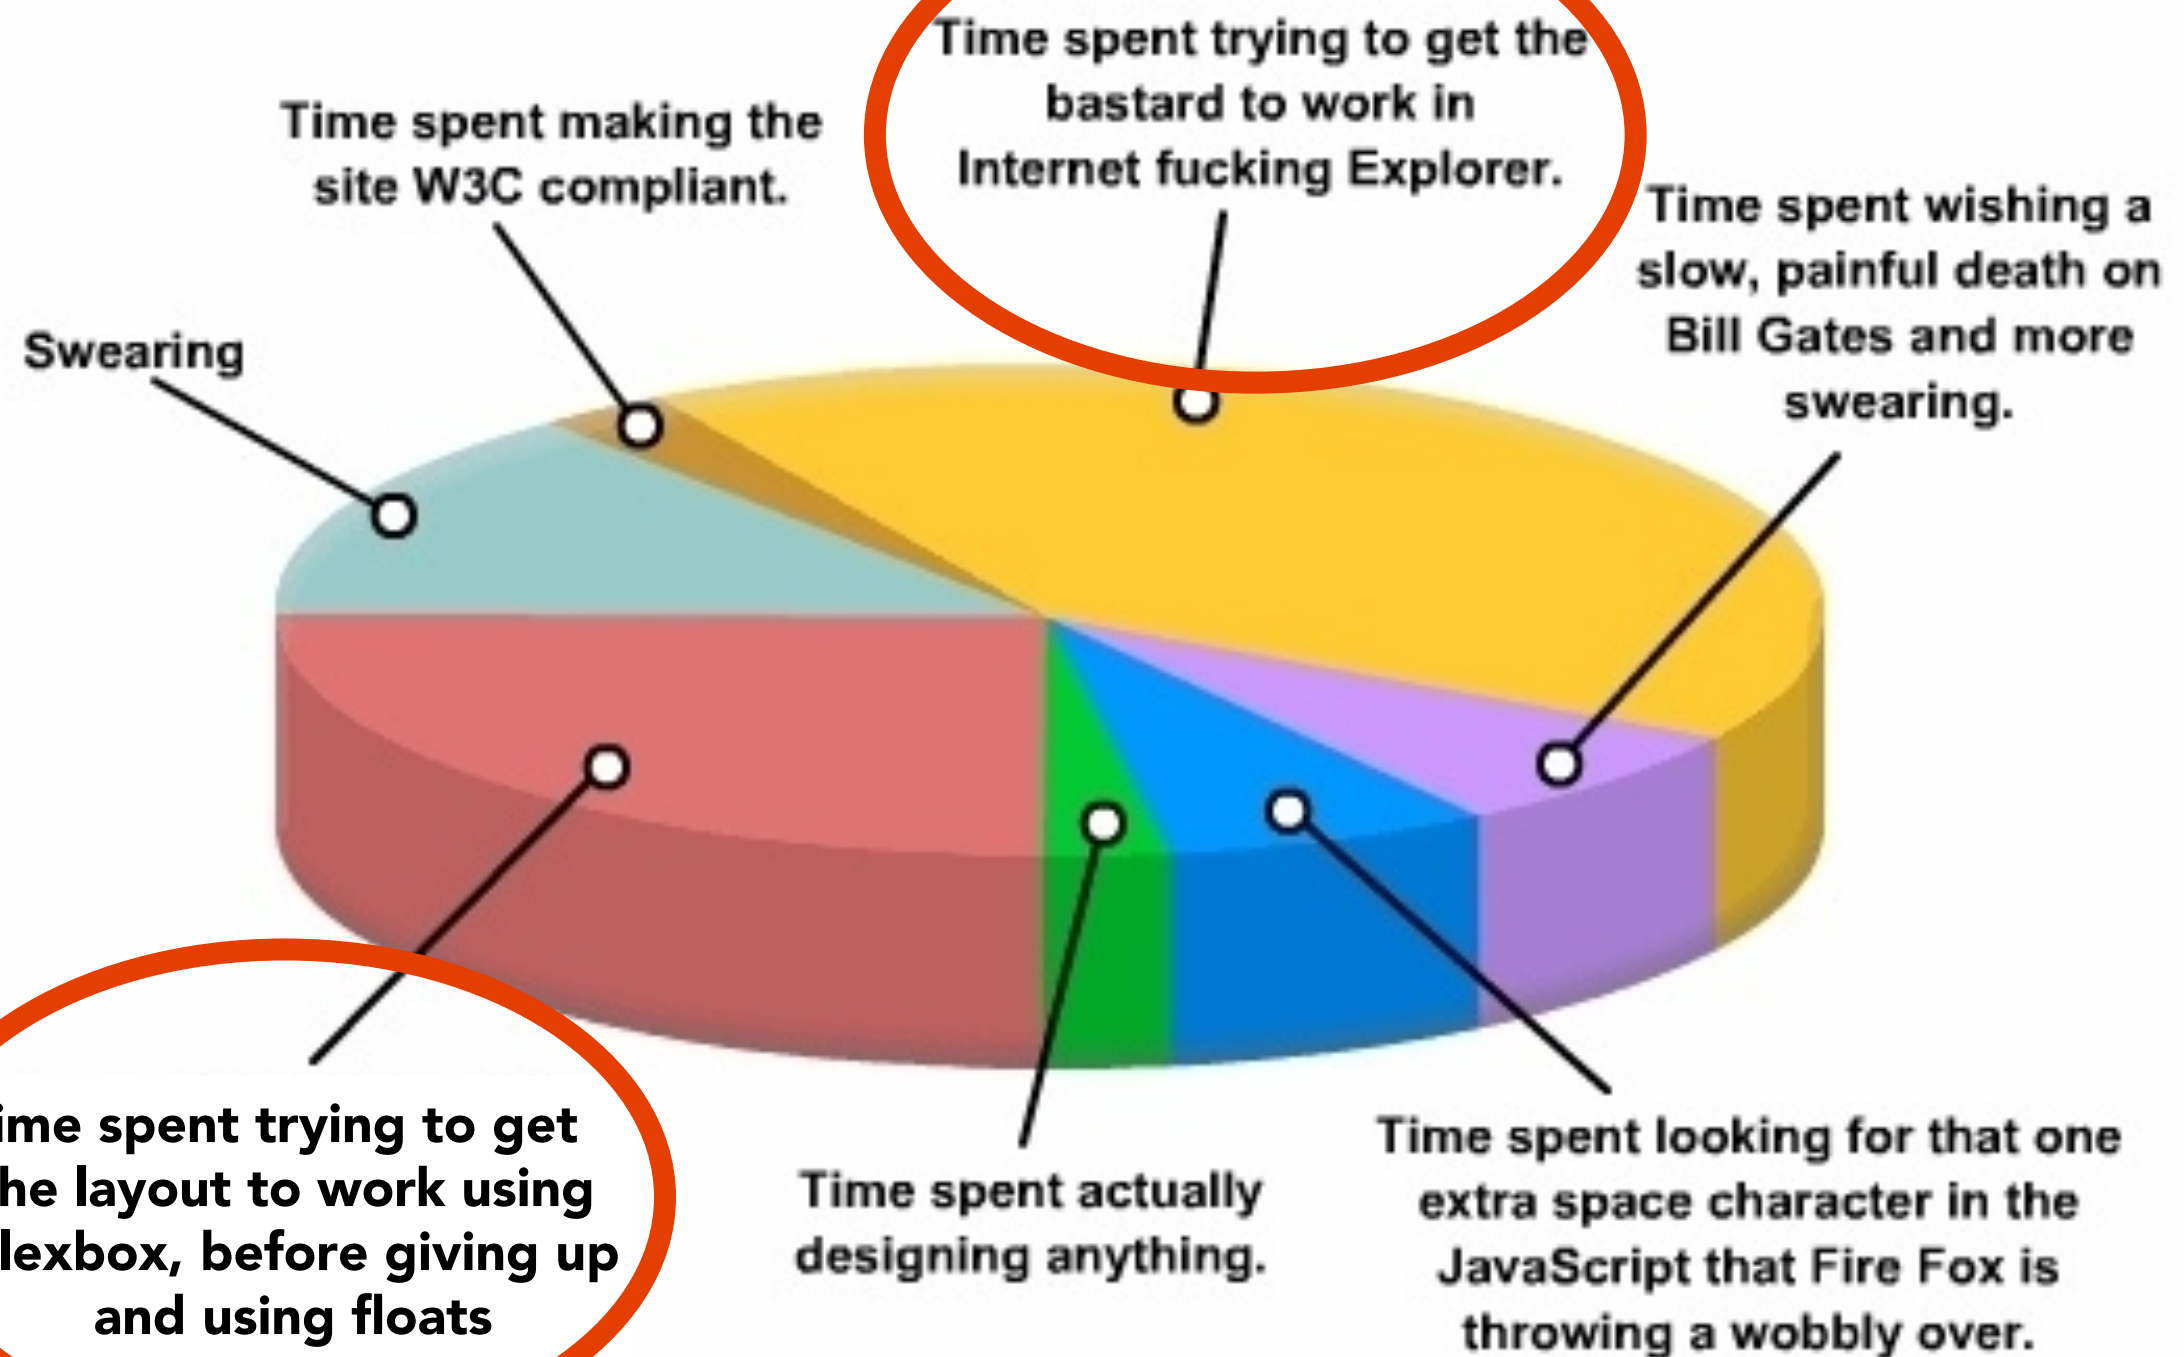 Time spent trying to get the
bastard to work in
Internet fucking Explorer.
Time spent making the
site W3C compliant.
Time spent wishing a
slow, painful death on
Bill Gates and more
swearing.
Swearing
ime spent trying to get
he layout to work using
lexbox, before giving up
and using floats
Time spent actually
designing anything.
Time spent looking for that one
extra space character in the
JavaScript that Fire Fox is
throwing a wobbly over.